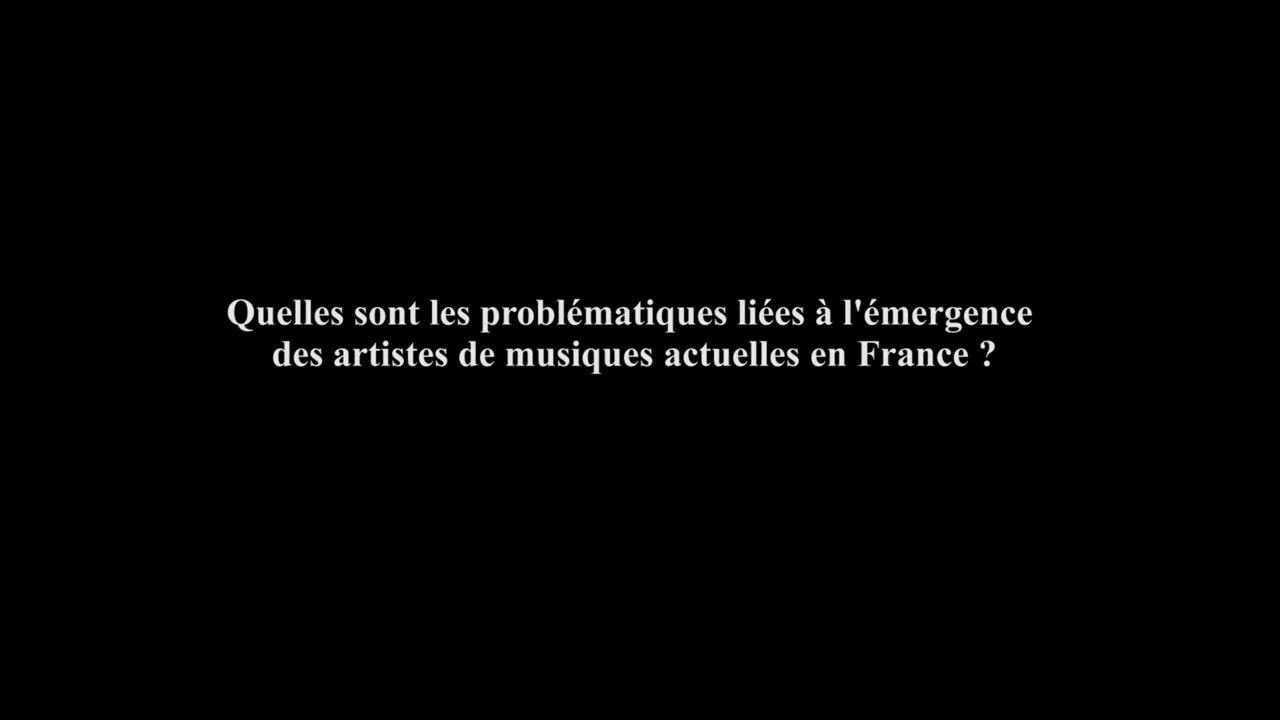 Quelles sont les problématiques liées à l'émergence
des artistes de musiques actuelles en France ?